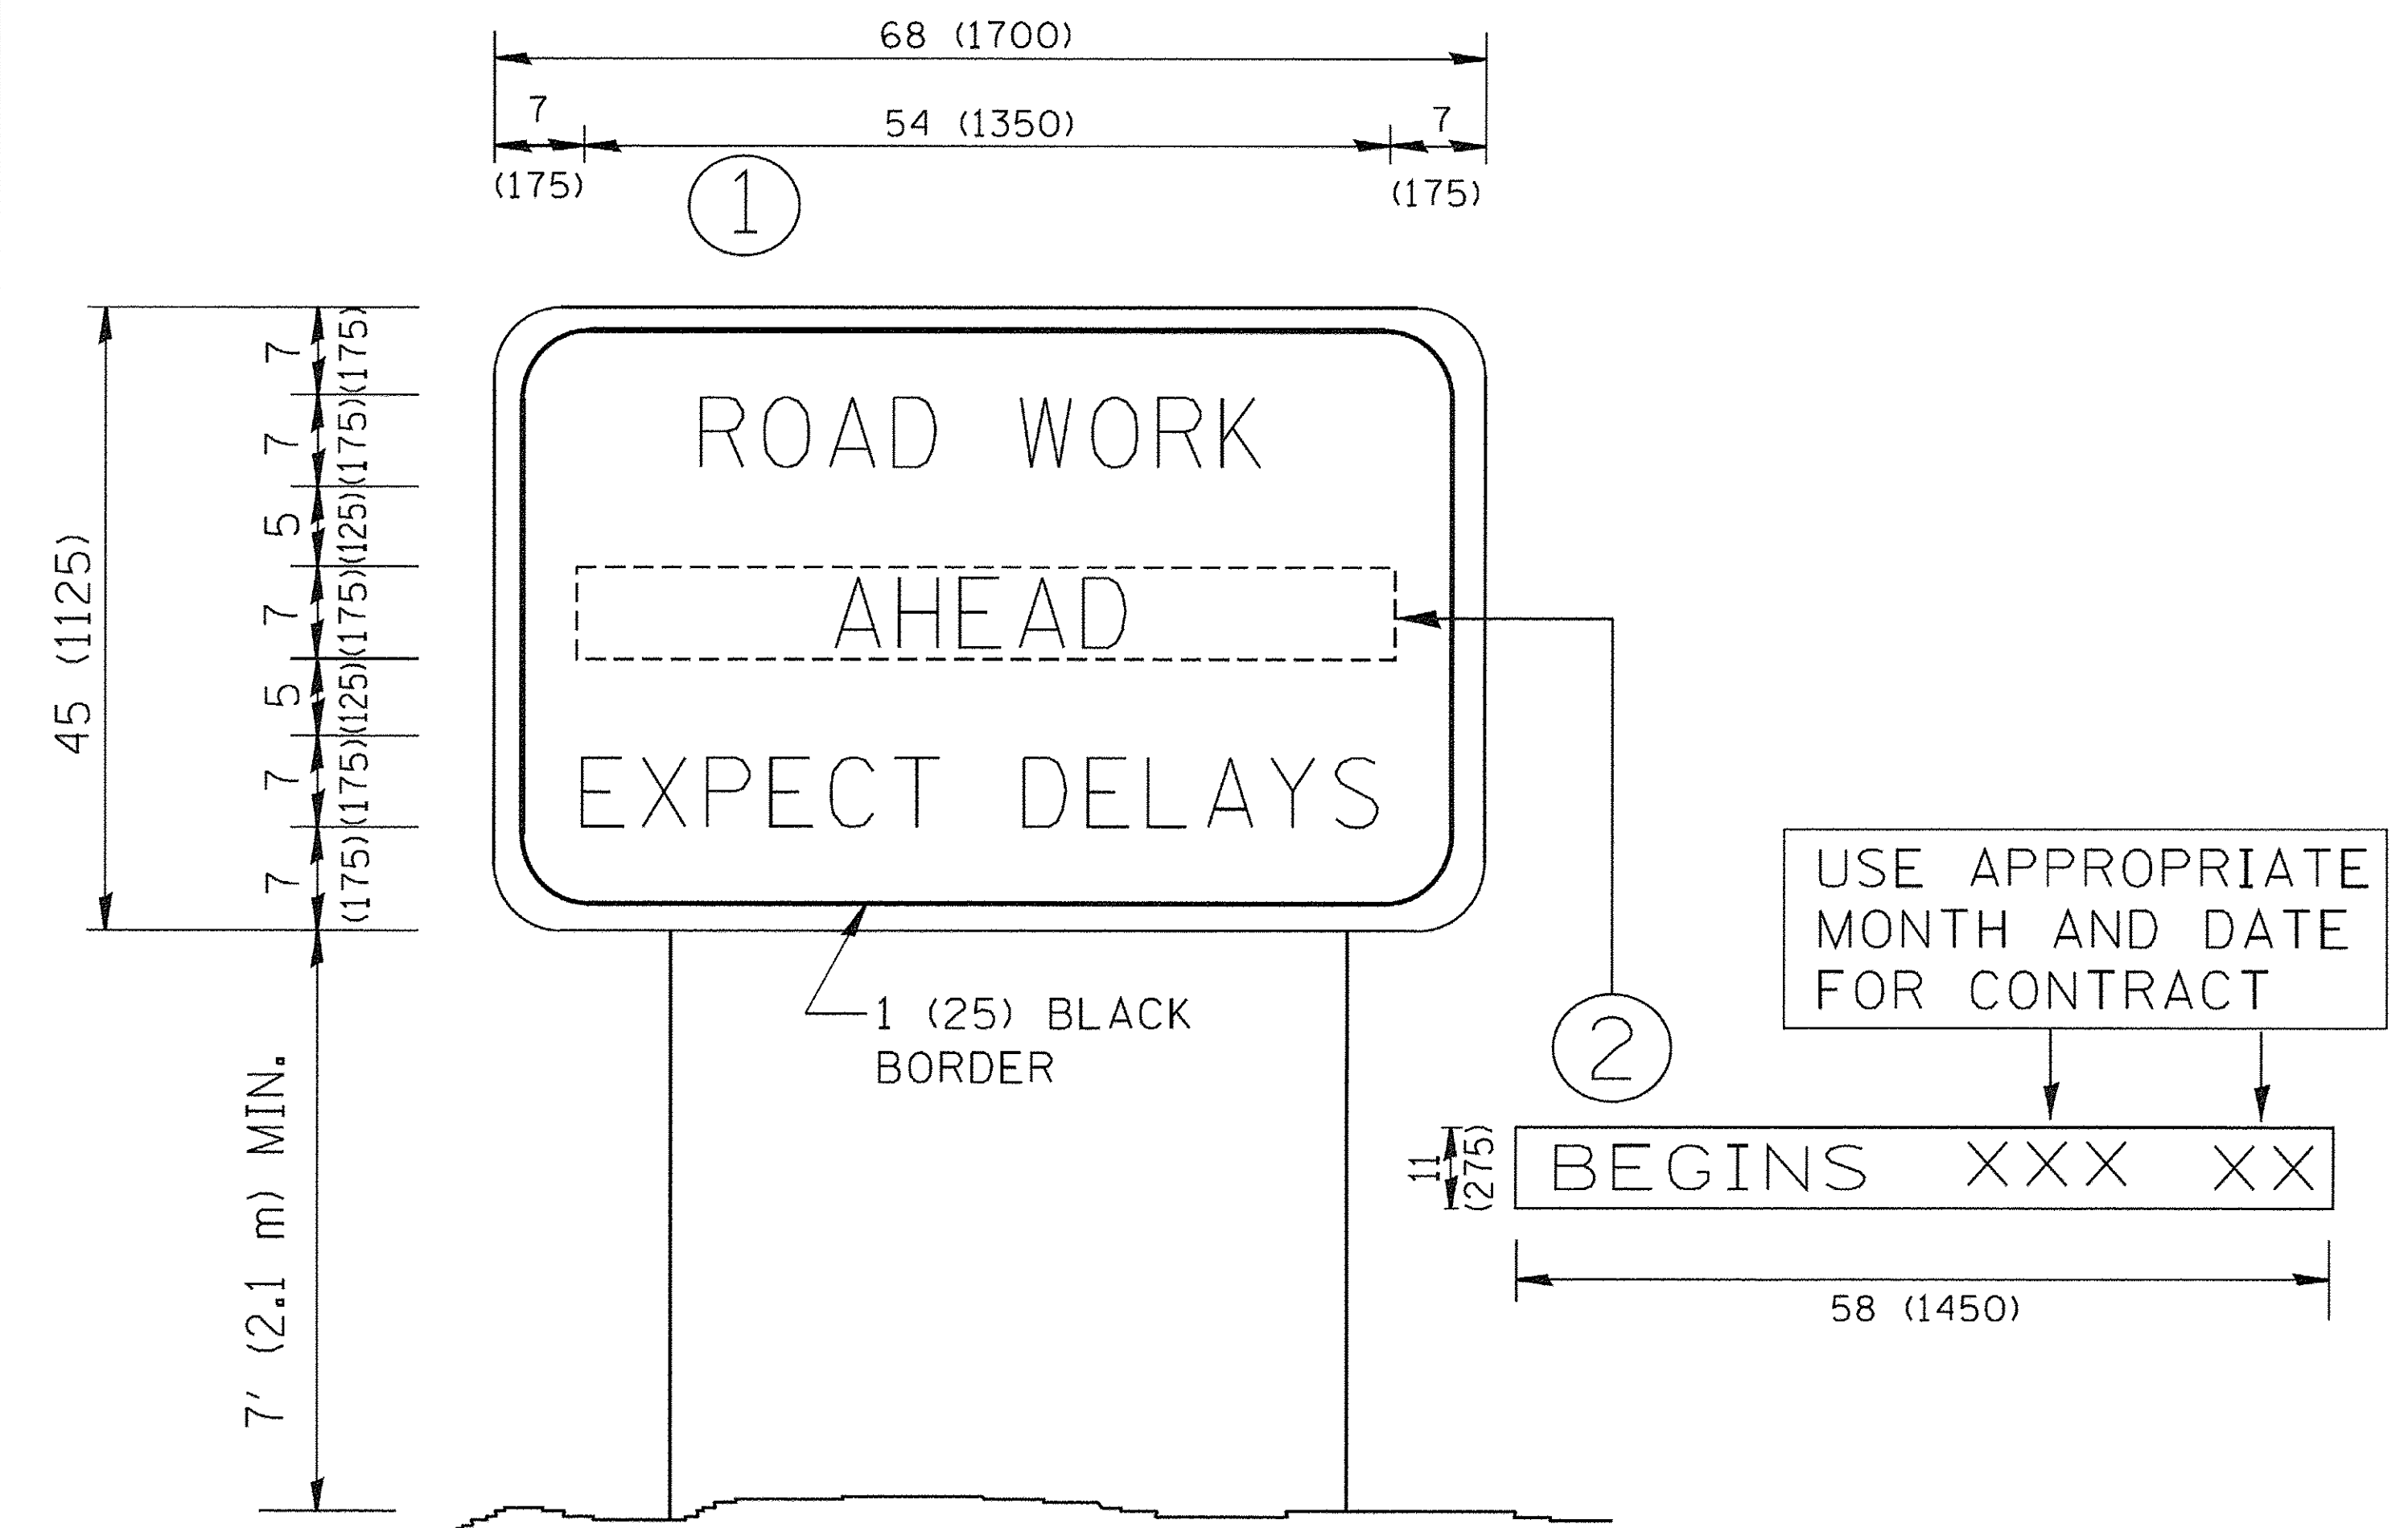 68 (1700)
7
54 (1350)
7
(175)
(175)
1
45 (1125)
7 (175)
7 (175)
5 (125)
7 (175)
5 (125)
7 (175)
7 (175)
7' (2.1 m) MIN.
ROAD WORK
AHEAD
EXPECT DELAYS
1 (25) BLACK
BORDER
USE APPROPRIATE
MONTH AND DATE
FOR CONTRACT
2
11
(275)
BEGINS XXX XX
58 (1450)